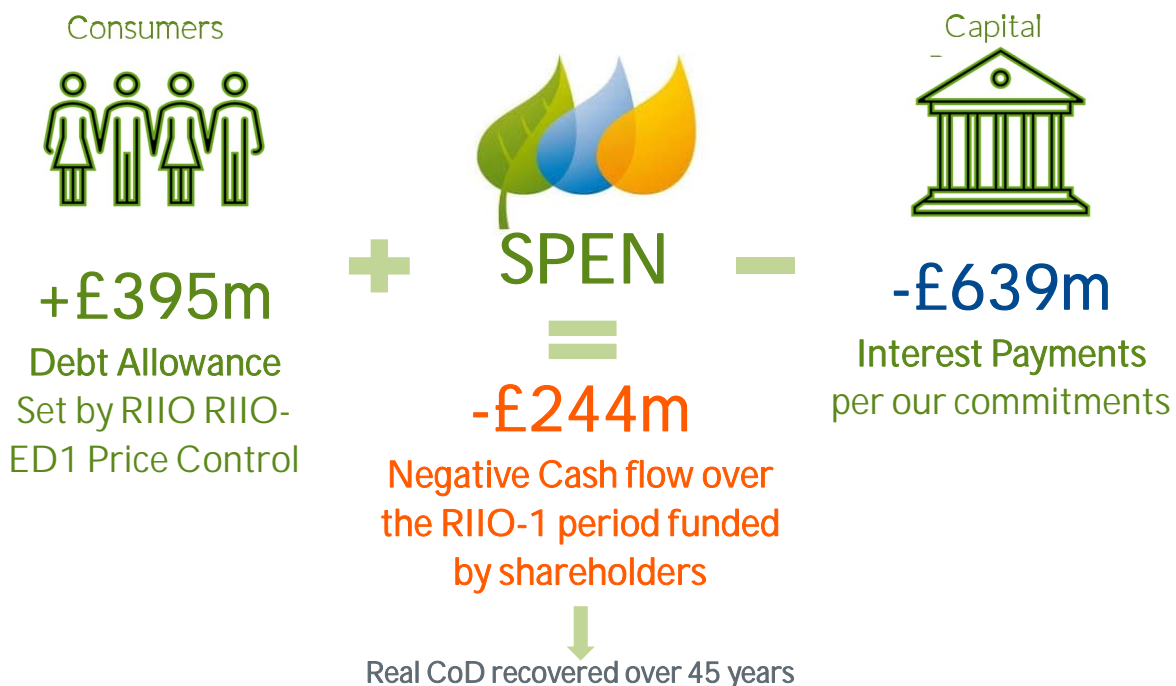 Consumers
+£395m
Debt Allowance
Set by RIIO RIIO-
ED1 Price Control
SPEN
-£244m
Negative Cash flow over
the RIIO-1 period funded
by shareholders
Real CoD recovered over 45 years
Capital
-£639m
Interest Payments
per our commitments